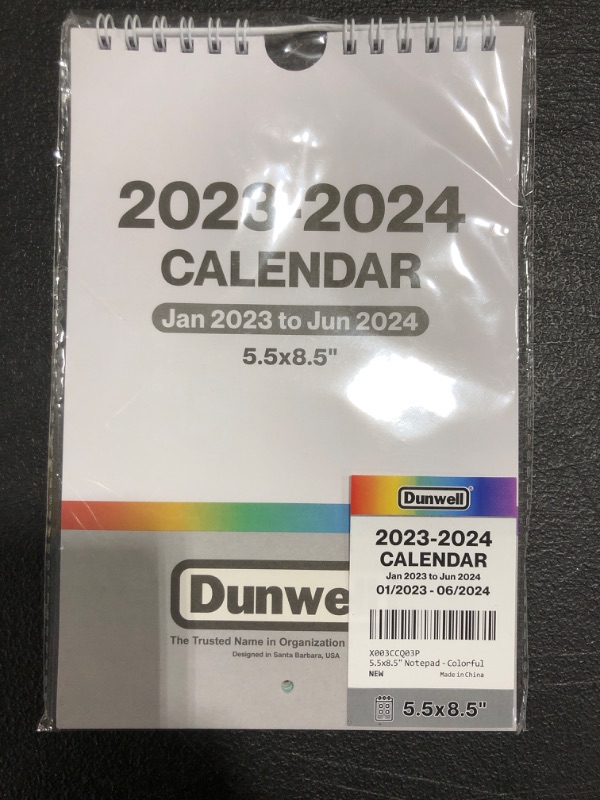 2023-2024
CALENDAR
Jan 2023 to Jun 2024
5.5x8.5"
Dunwe
The Trusted Name in Organization
Designed in Santa Barbara, USA
Dunwell®
2023-2024
CALENDAR
Jan 2023 to Jun 2024
01/2023 - 06/2024
X003CCQ03P
5.5x8.5" Notepad - Colorful
NEW Made in China
5.5x8.5"